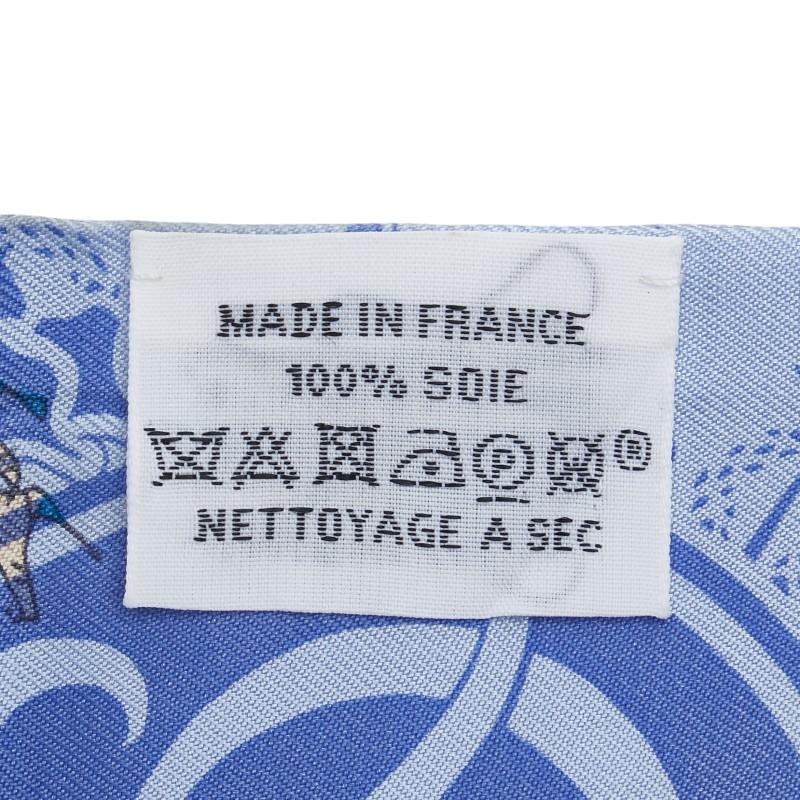 MADE IN FRANCE
100% SOIE
P W ®
NETTOYAGE A SEC